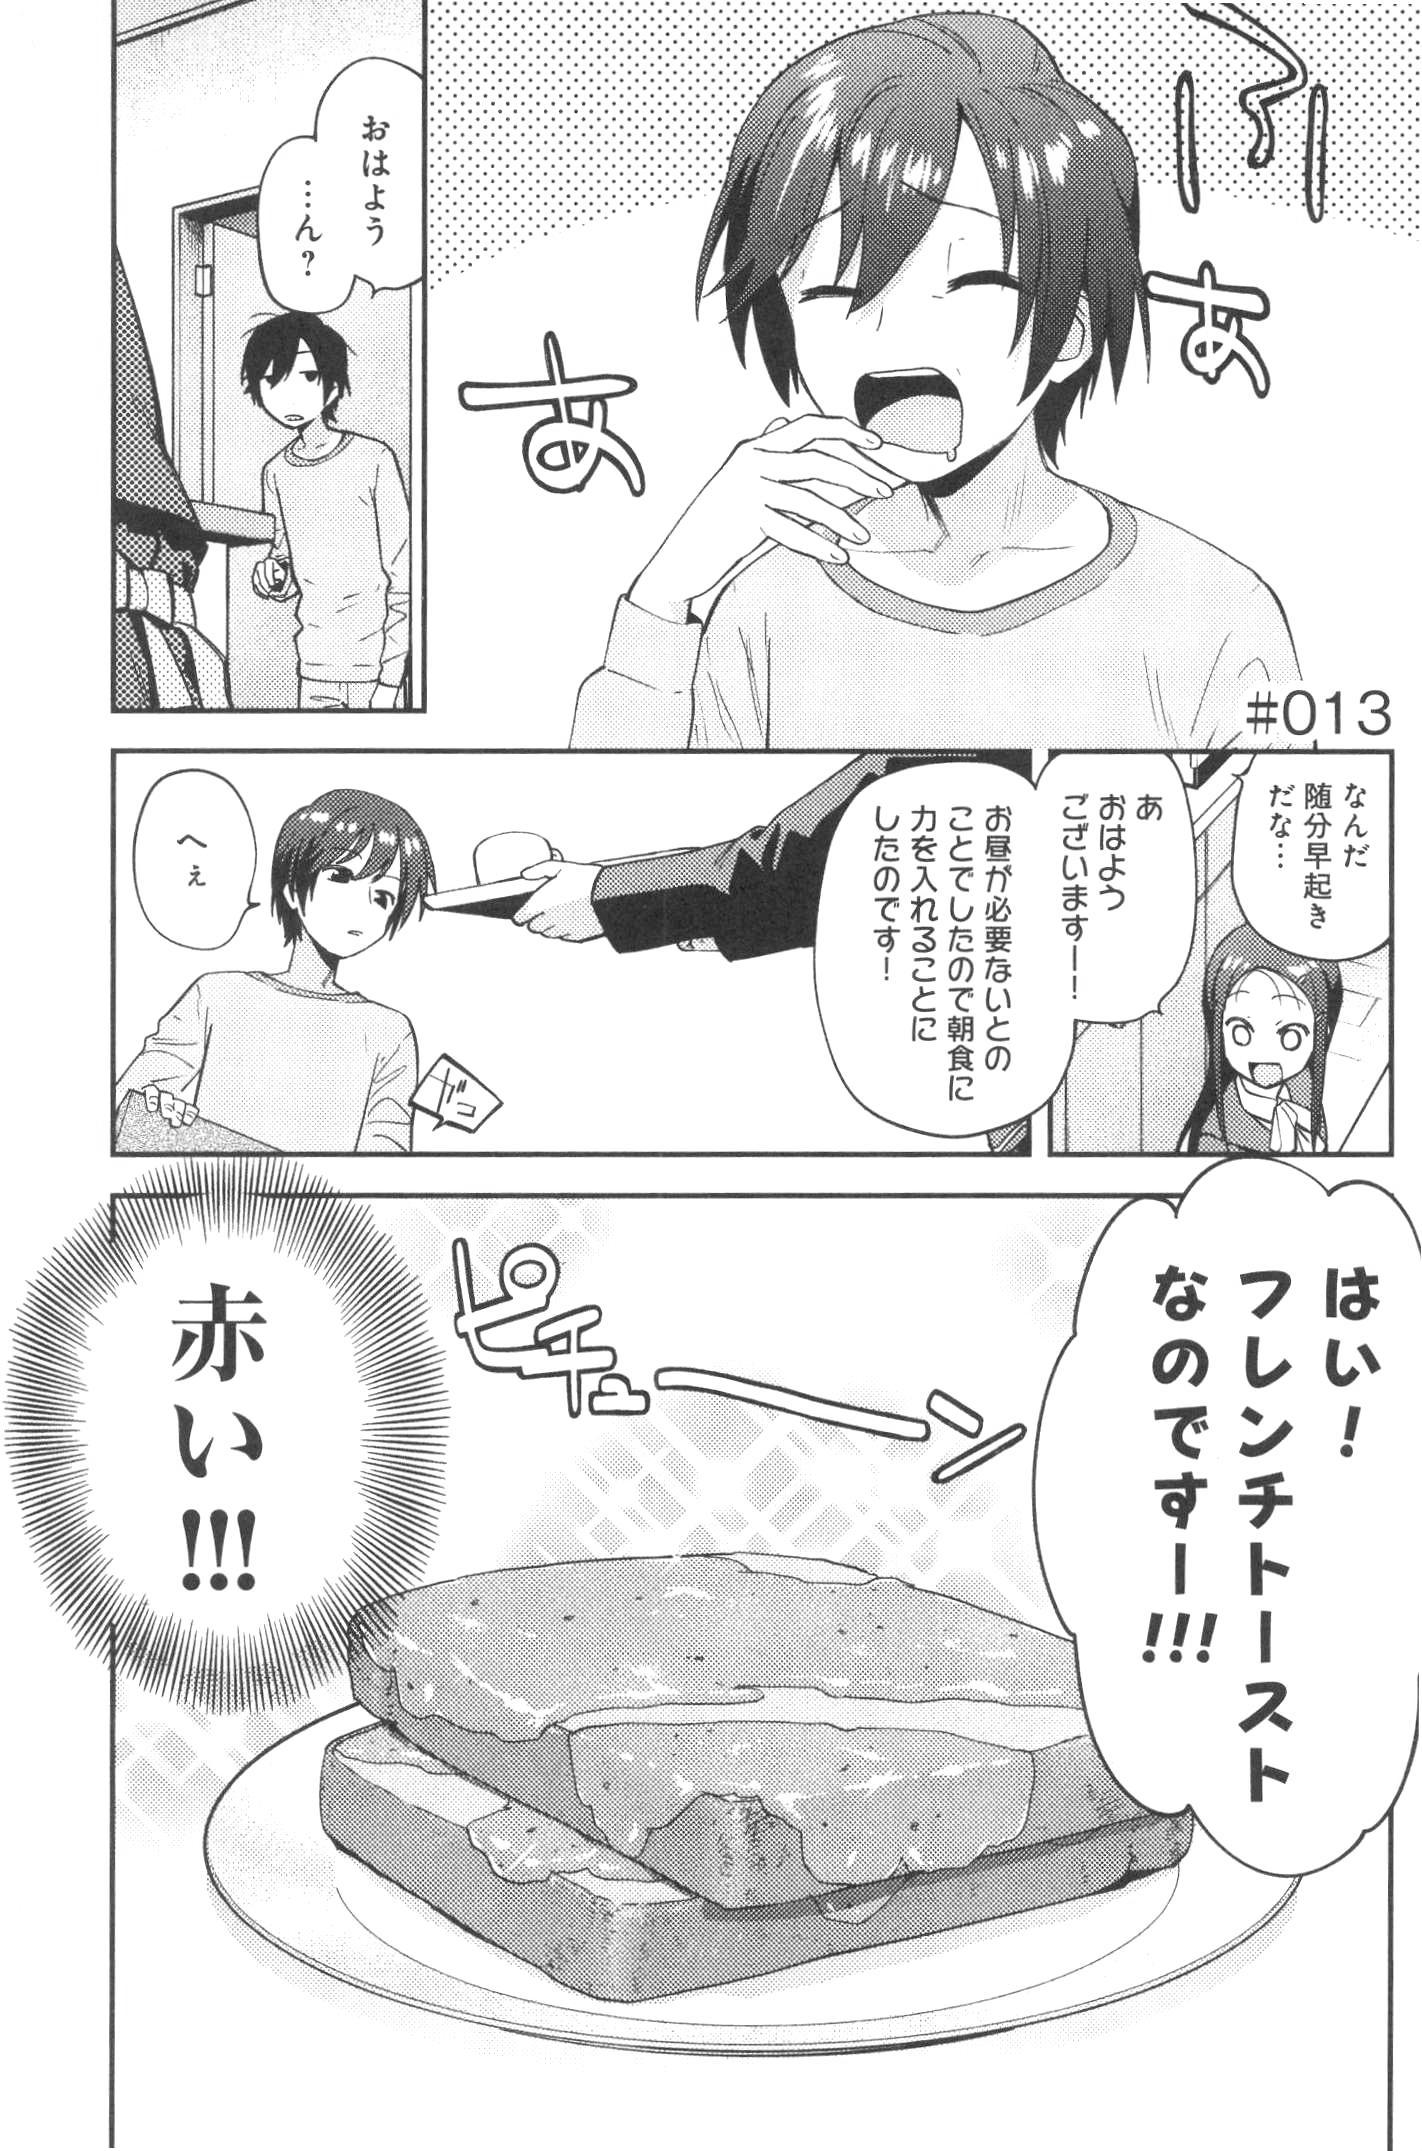 ふ
あ
あ
#013
おはよう
…ん?
なんだ
随分早起き
だな…
あ
おはよう
ございますー!
お昼が必要ないとの
ことでしたので朝食に
力を入れることに
したのです!
へぇ
はい!
フレンチトースト
なのですー!!!
ピチューン
赤い!!!